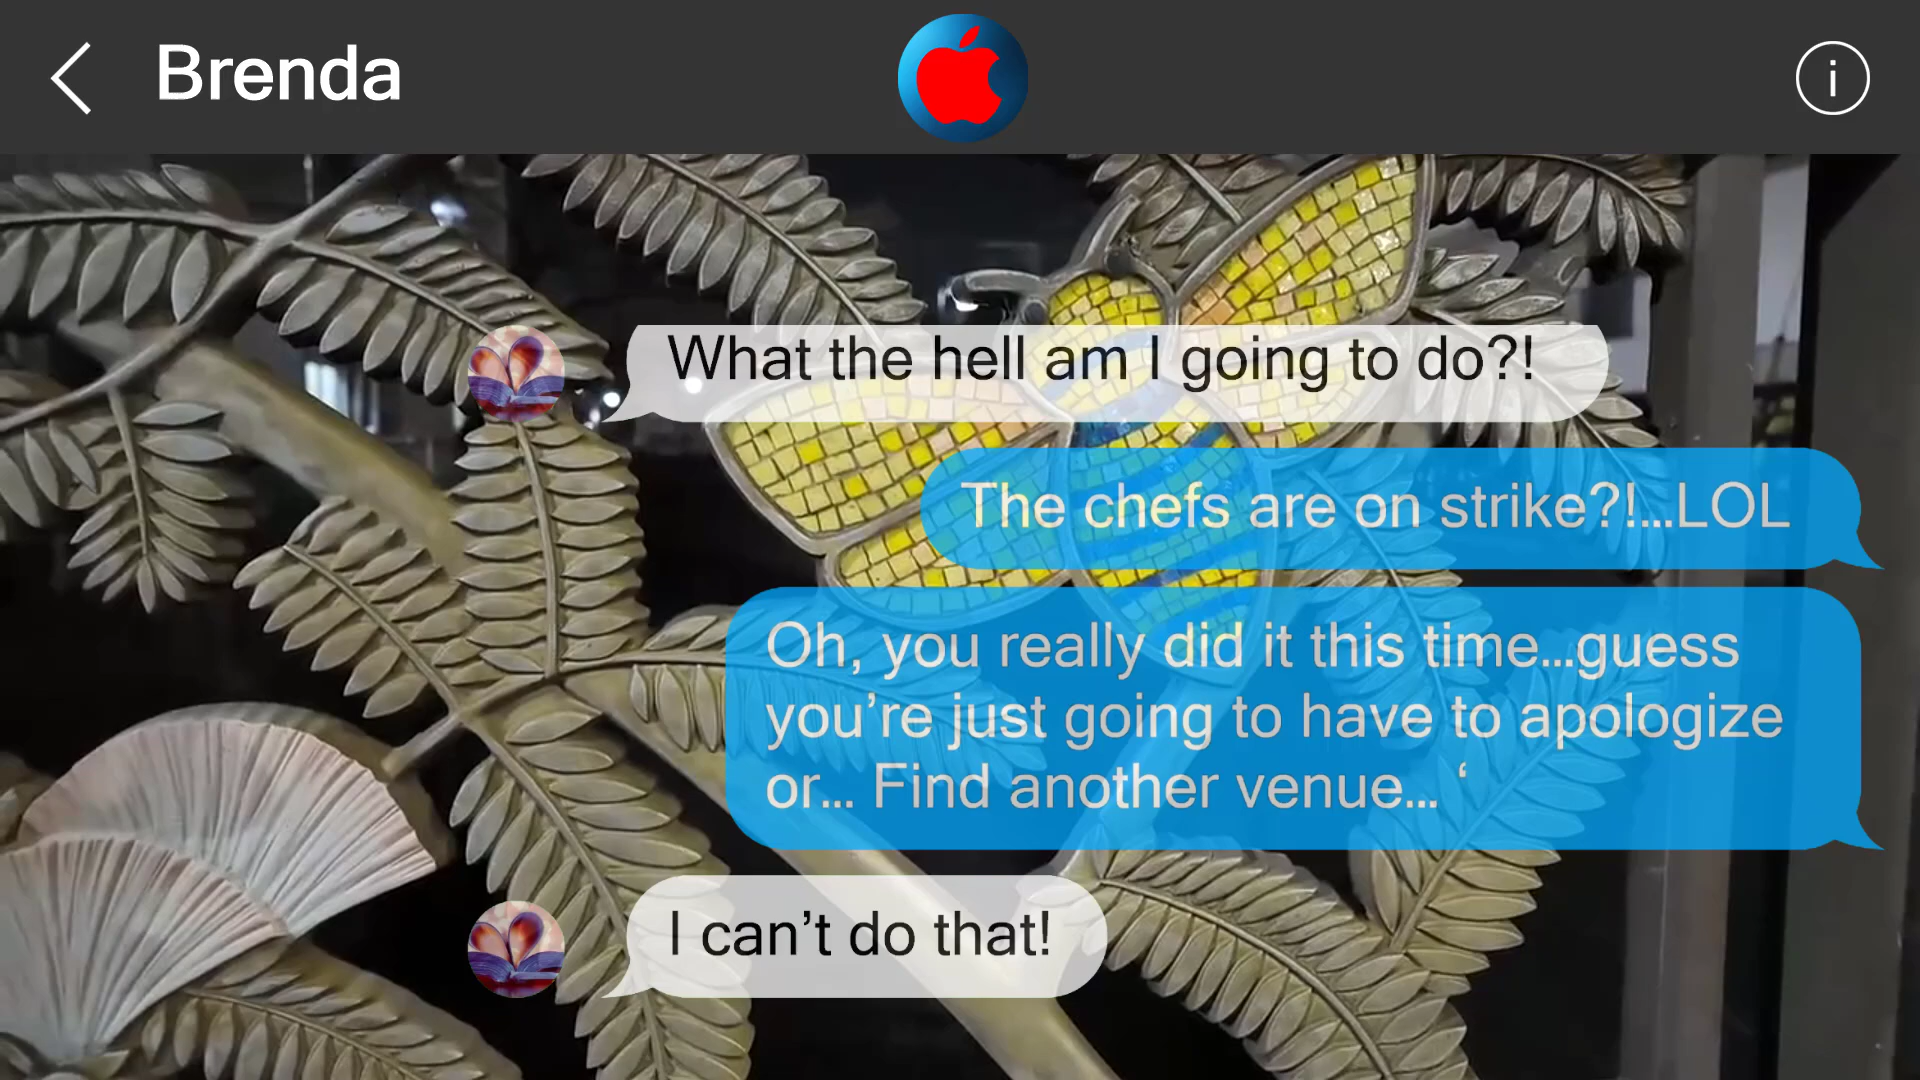 Brenda
i
What the hell am I going to do?!
The chefs are on strike?!...LOL
Oh, you really did it this time...guess
you’re just going to have to apologize
or... Find another venue... ‘
I can’t do that!